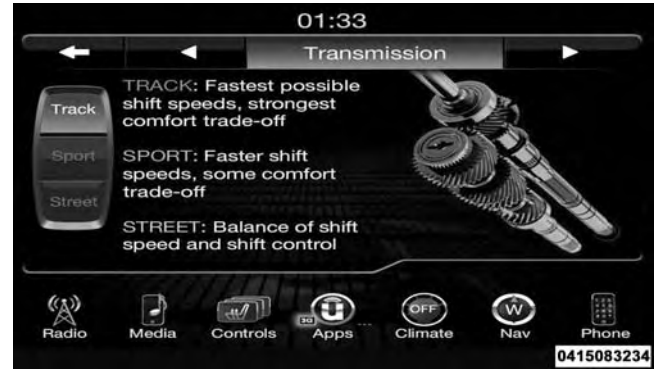 01:33
Transmission
Track
Sport
Street
TRACK: Fastest possible
shift speeds, strongest
comfort trade-off
SPORT: Faster shift
speeds, some comfort
trade-off
STREET: Balance of shift
speed and shift control
3G
OFF
W
Radio Media Controls Apps Climate Nav Phone
0415083234